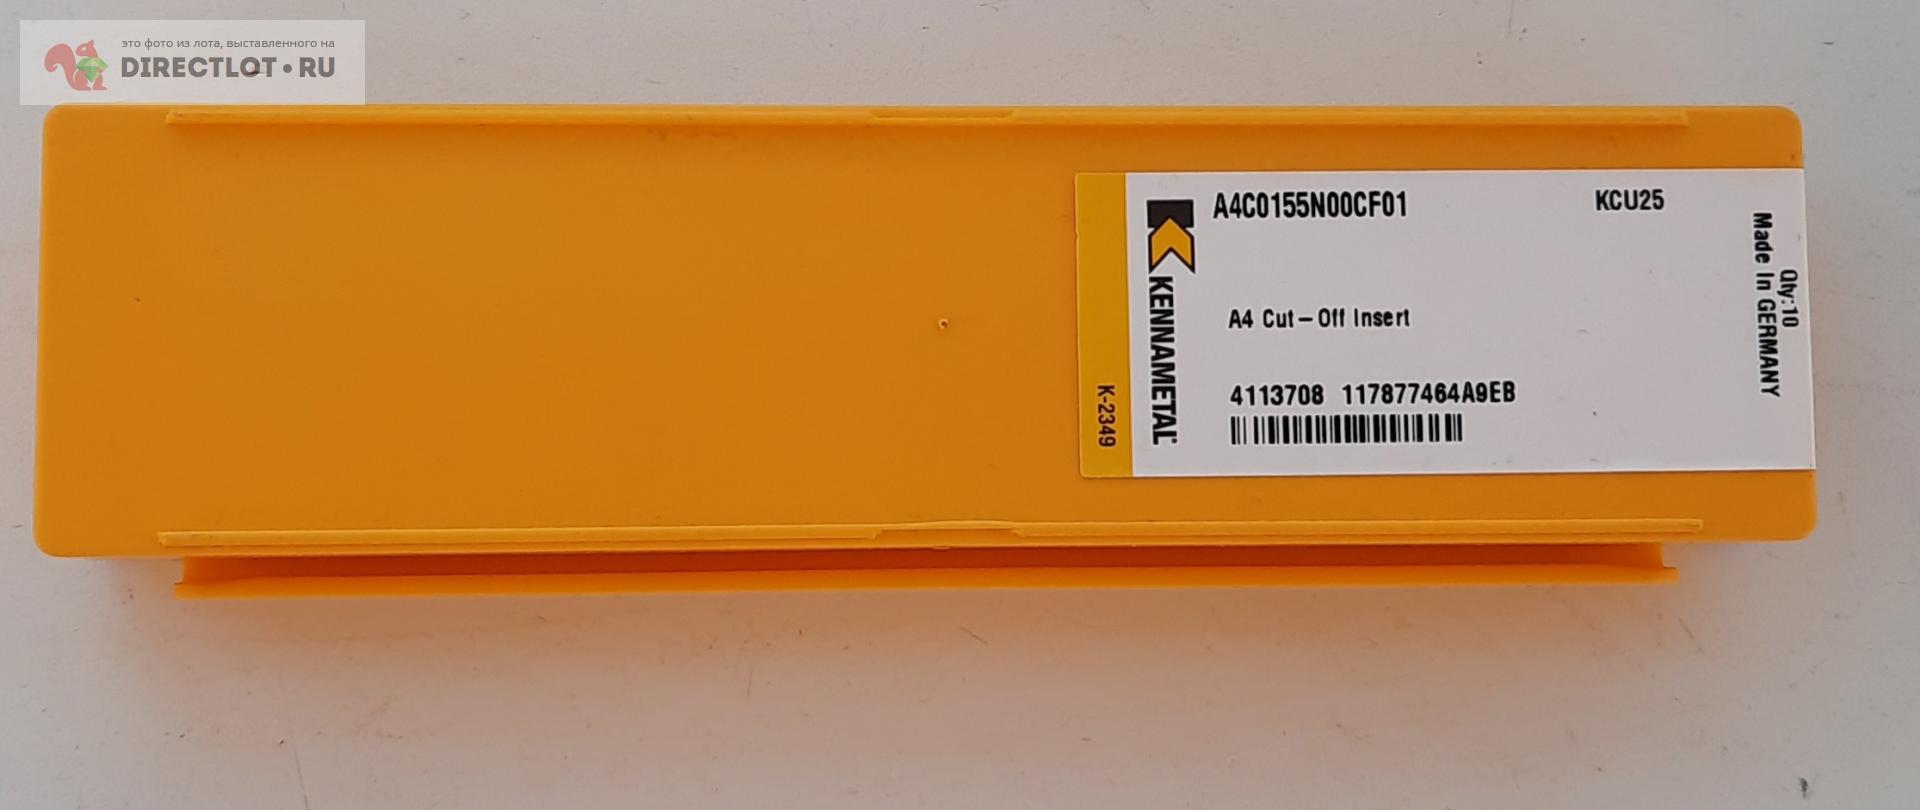 это фото из лота, выставленного на
DIRECTLOT•RU
A4C0155N00CF01 KCU25
A4 Cut-Off Insert
4113708 117877464A9EB
KENNAMETAL
K-2349
Qty:10
Made In GERMANY